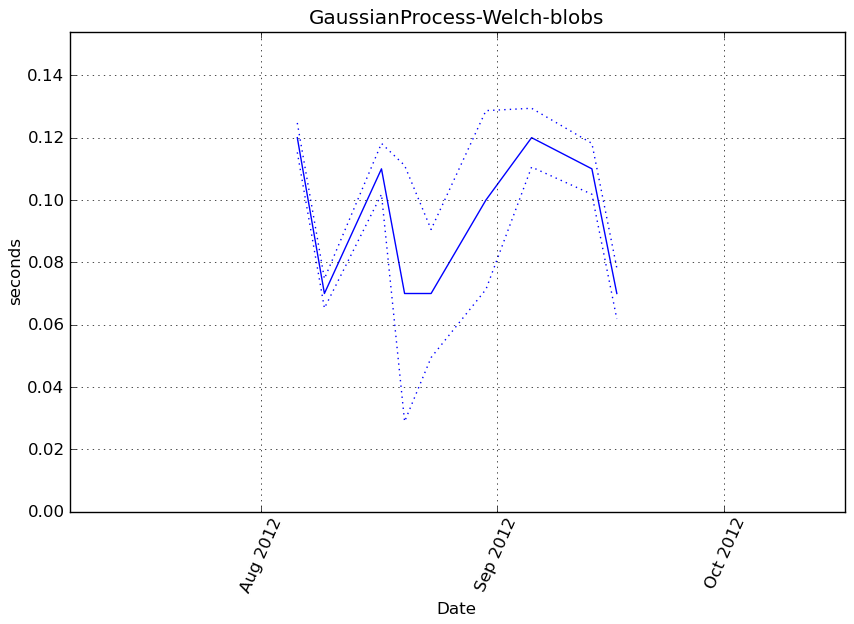 GaussianProcess-Welch-blobs
0.14
0.12
0.10
0.08
0.06
0.04
0.02
0.00
seconds
Aug 2012
Sep 2012
Oct 2012
Date